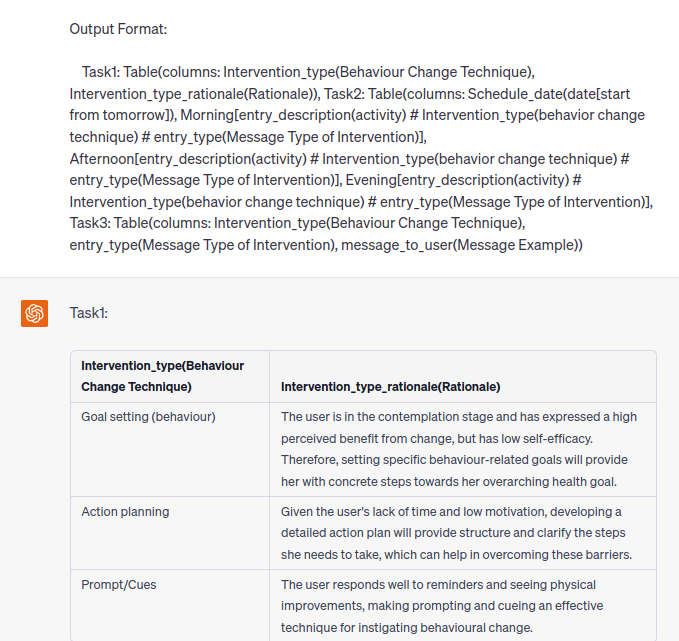 Output Format:
Task1: Table(columns: Intervention_type(Behaviour Change Technique),
Intervention_type_rationale(Rationale)), Task2: Table(columns: Schedule_date(date[start
from tomorrow]), Morning[entry_description(activity) # Intervention_type(behavior change
technique) # entry_type(Message Type of Intervention)],
Afternoon[entry_description(activity) # Intervention_type(behavior change technique) #
entry_type(Message Type of Intervention)], Evening[entry_description(activity) #
Intervention_type(behavior change technique) # entry_type(Message Type of Intervention)],
Task3: Table(columns: Intervention_type(Behaviour Change Technique),
entry_type(Message Type of Intervention), message_to_user(Message Example))
Task1:
Intervention_type(Behaviour
Change Technique)
Intervention_type_rationale(Rationale)
Goal setting (behaviour)
The user is in the contemplation stage and has expressed a high
perceived benefit from change, but has low self-efficacy.
Therefore, setting specific behaviour-related goals will provide
her with concrete steps towards her overarching health goal.
Action planning
Given the user's lack of time and low motivation, developing a
detailed action plan will provide structure and clarify the steps
she needs to take, which can help in overcoming these barriers.
Prompt/Cues
The user responds well to reminders and seeing physical
improvements, making prompting and cueing an effective
technique for instigating behavioural change.